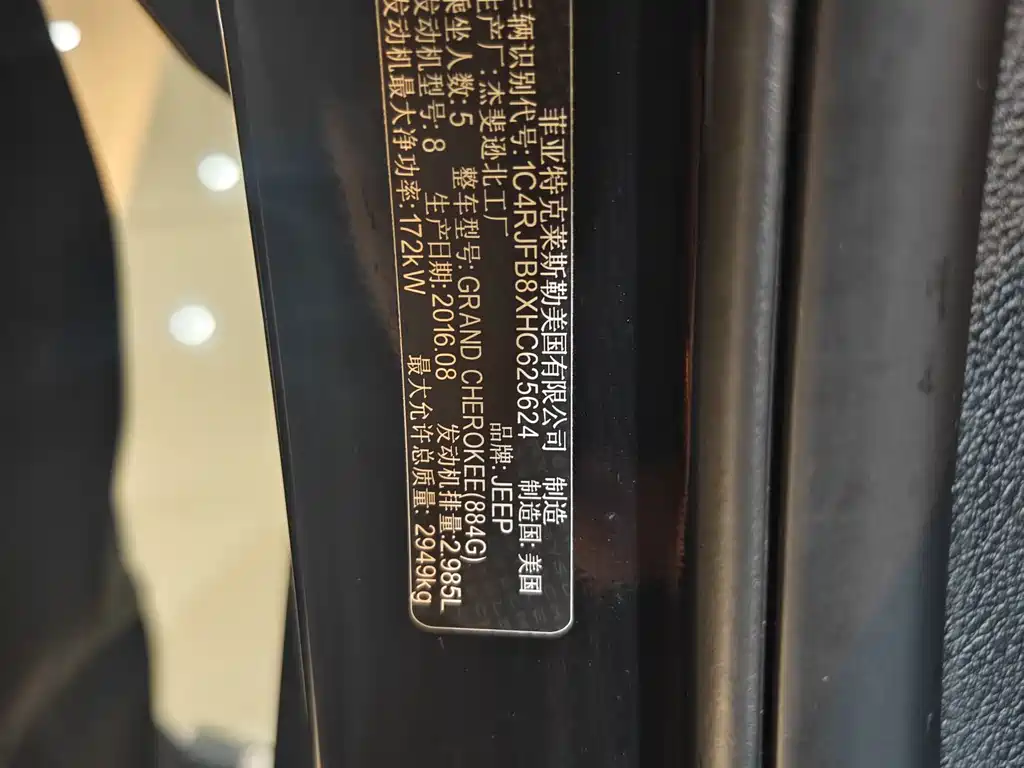 菲亚特克莱斯勒美国有限公司 制造
车辆识别代号:1C4RJFB8XHC625624 制造国:美国
生产厂:杰斐逊北工厂 品牌:JEEP
乘坐人数:5 整车型号:GRAND CHEROKEE(884G)
发动机型号:8 生产日期:2016.08 发动机排量:2.985L
发动机最大净功率:172kW 最大允许总质量:2949kg